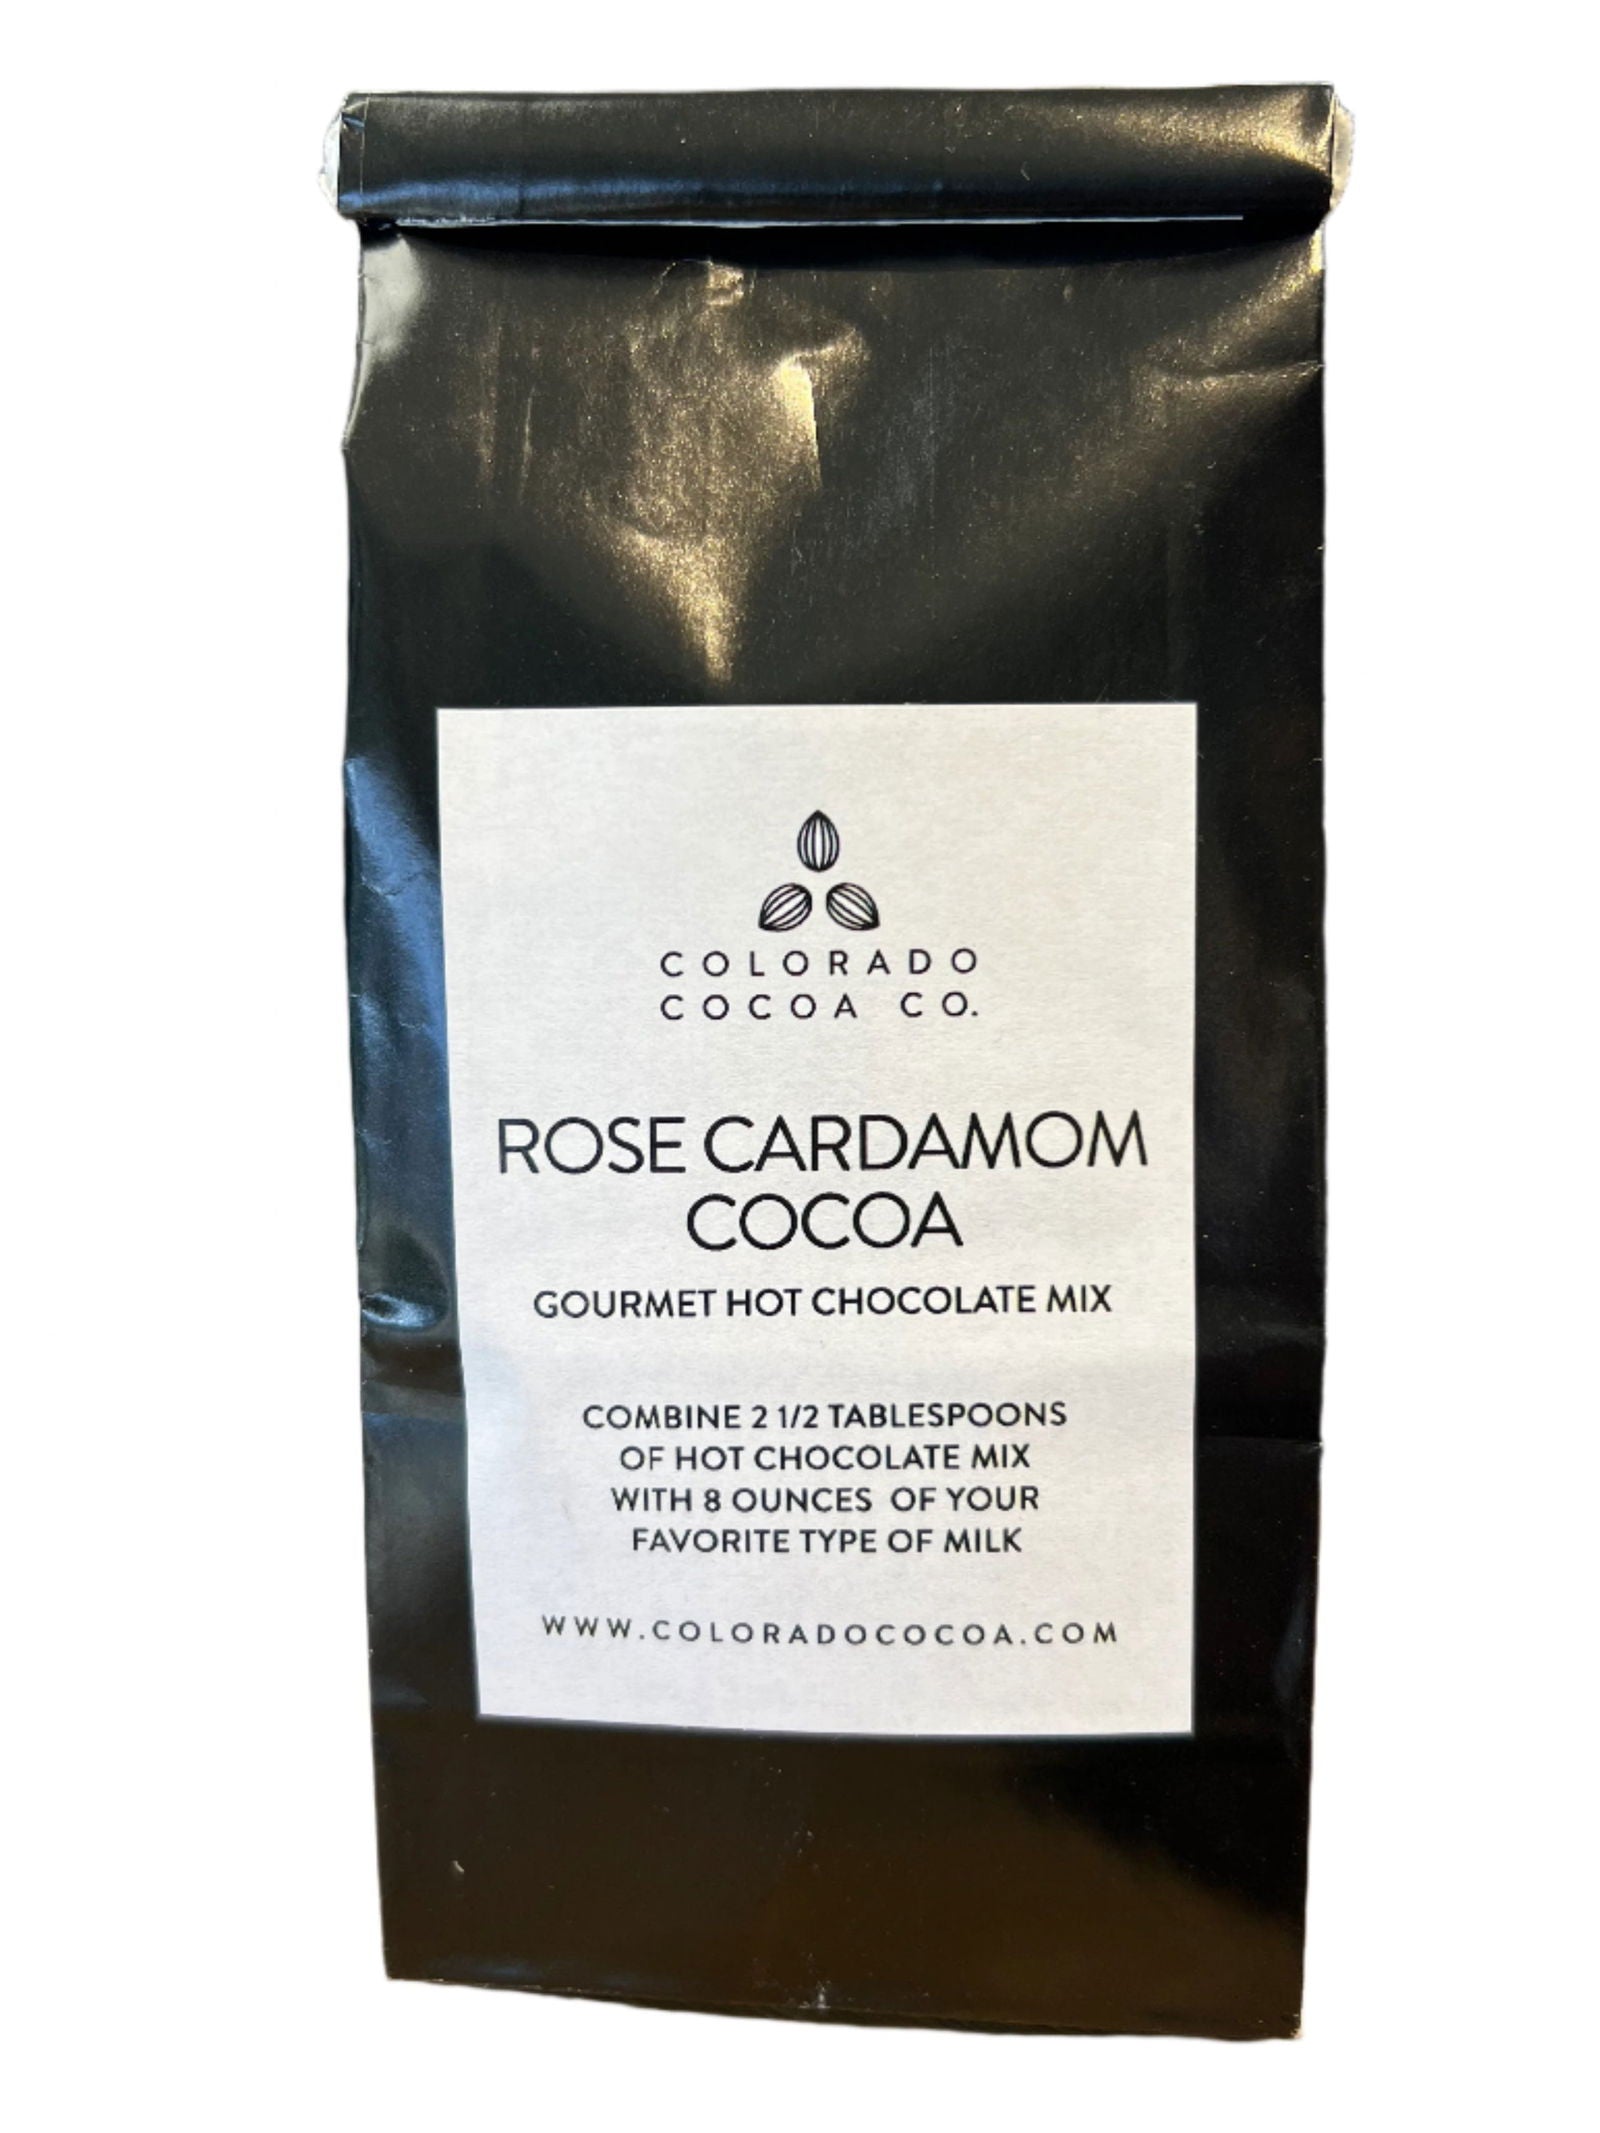 COLORADO
COCOA CO.
ROSE CARDAMOM
COCOA
GOURMET HOT CHOCOLATE MIX
COMBINE 2 1/2 TABLESPOONS
OF HOT CHOCOLATE MIX
WITH 8 OUNCES OF YOUR
FAVORITE TYPE OF MILK
WWW.COLORADOCOCOA.COM